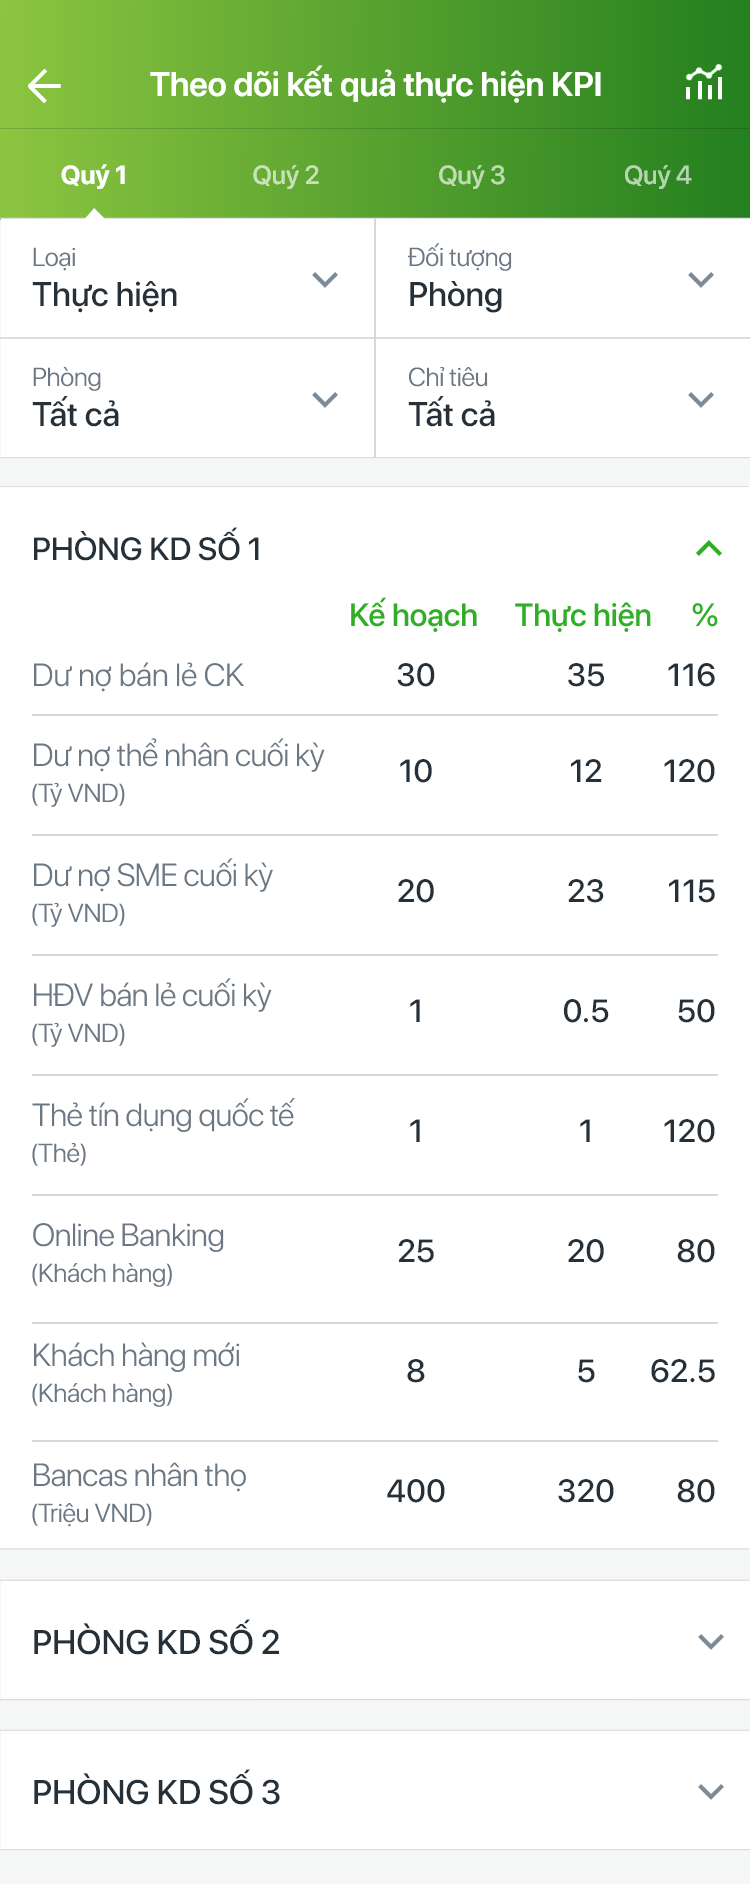 Theo dõi kết quả thực hiện KPI
Quý 1 Quý 2 Quý 3 Quý 4
Loại
Thực hiện
Đối tượng
Phòng
Phòng
Tất cả
Chỉ tiêu
Tất cả
PHÒNG KD SỐ 1
Kế hoạch Thực hiện %
Dư nợ bán lẻ CK 30 35 116
Dư nợ thể nhân cuối kỳ 10 12 120
(Tỷ VND)
Dư nợ SME cuối kỳ 20 23 115
(Tỷ VND)
HĐV bán lẻ cuối kỳ 1 0.5 50
(Tỷ VND)
Thẻ tín dụng quốc tế 1 1 120
(Thẻ)
Online Banking 25 20 80
(Khách hàng)
Khách hàng mới 8 5 62.5
(Khách hàng)
Bancas nhân thọ 400 320 80
(Triệu VND)
PHÒNG KD SỐ 2
PHÒNG KD SỐ 3